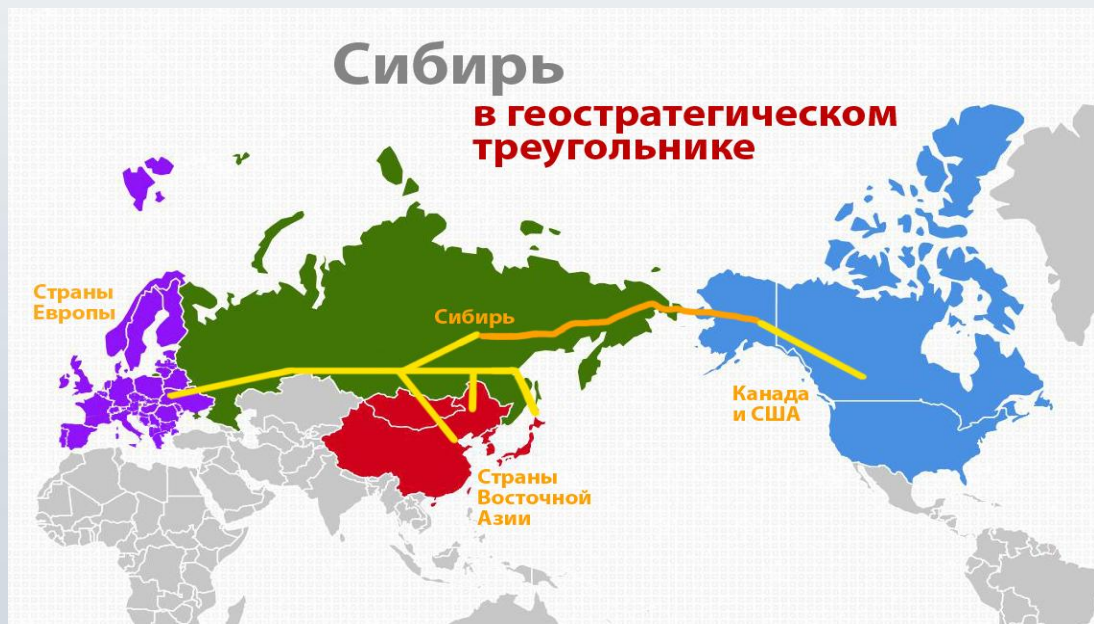 Сибирь
в геостратегическом
треугольнике
Страны
Европы
Сибирь
Канада
и США
Страны
Восточной
Азии